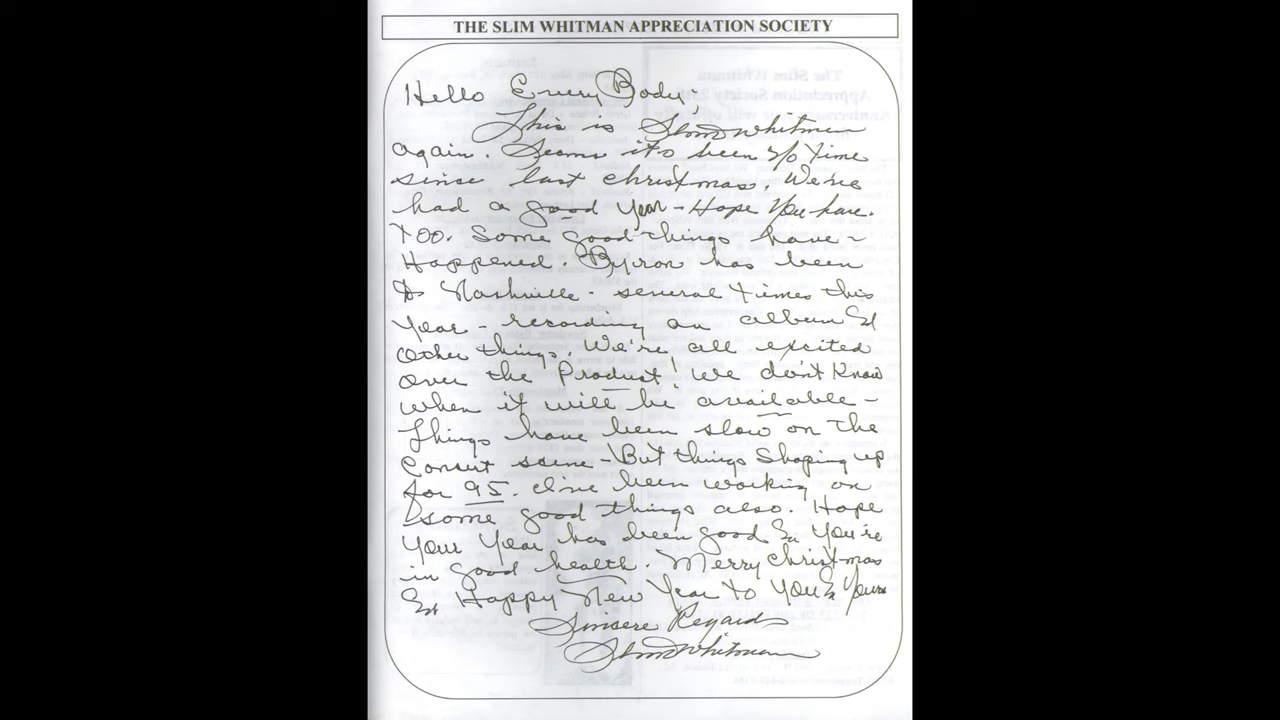 THE SLIM WHITMAN APPRECIATION SOCIETY
Hello Every Body;
This is Slim Whitman
again. Seems it's been no time
since last christmas. We've
had a good year - Hope You have.
too. Some good things have -
Happened. Byron has been
to Nashville - several times this
year - recording an album &
other things. We're all excited
over the Product! We don't Know
when it will be available -
Things have been slow on the
consert scene - But things Shaping up
for 95. I've been working on
some good things also. Hope
Your Year has been good & You're
in good health. Merry christmas
& Happy New Year to You & Yours
Sinsere Regards
Slim Whitman